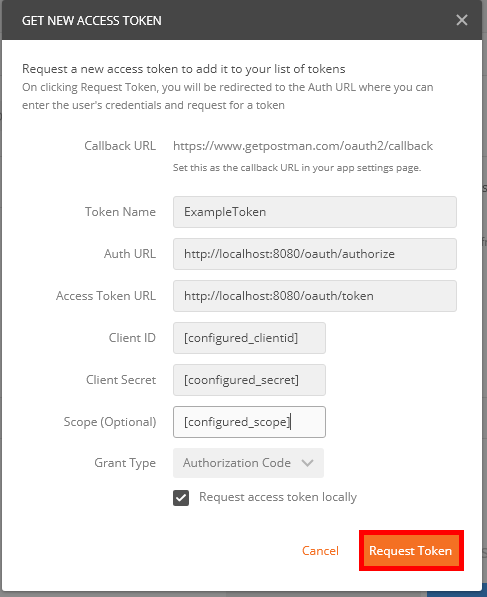 GET NEW ACCESS TOKEN
Request a new access token to add it to your list of tokens
On clicking Request Token, you will be redirected to the Auth URL where you can
enter the user's credentials and request for a token
Callback URL https://www.getpostman.com/oauth2/callback
Set this as the callback URL in your app settings page.
Token Name ExampleToken
Auth URL http://localhost:8080/oauth/authorize
Access Token URL http://localhost:8080/oauth/token
Client ID [configured_clientid]
Client Secret [coonfigured_secret]
Scope (Optional) [configured_scope]
Grant Type Authorization Code
Request access token locally
Cancel Request Token